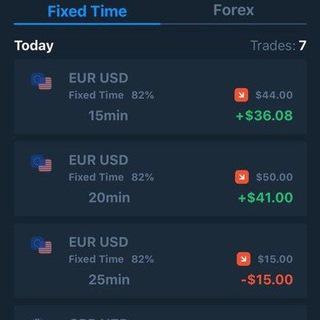 Fixed Time Forex
Today Trades: 7
EUR USD
Fixed Time 82% $44.00
15min +$36.08
EUR USD
Fixed Time 82% $50.00
20min +$41.00
EUR USD
Fixed Time 82% $15.00
25min -$15.00